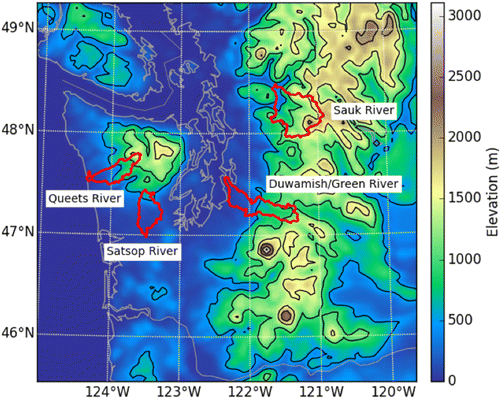 49°N
3000
2500
Sauk River
48°N
2000
Elevation (m)
Duwamish/Green River
Queets River
1500
47°N
Satsop River
1000
500
46°N
0
124°W
123°W
122°W
121°W
120°W